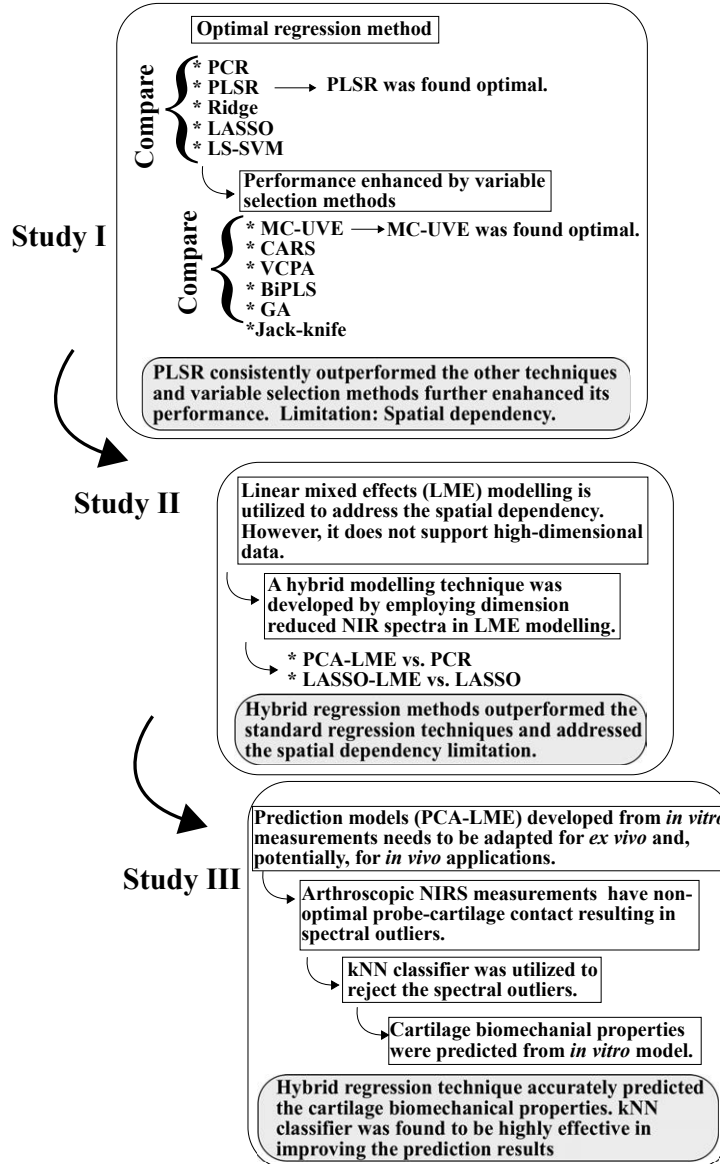 Optimal regression method
Compare
* PCR
* PLSR → PLSR was found optimal.
* Ridge
* LASSO
* LS-SVM
Performance enhanced by variable
selection methods
Study I
Compare
* MC-UVE → MC-UVE was found optimal.
* CARS
* VCPA
* BiPLS
* GA
*Jack-knife
PLSR consistently outperformed the other techniques
and variable selection methods further enahanced its
performance. Limitation: Spatial dependency.
Study II
Linear mixed effects (LME) modelling is
utilized to address the spatial dependency.
However, it does not support high-dimensional
data.
A hybrid modelling technique was
developed by employing dimension
reduced NIR spectra in LME modelling.
* PCA-LME vs. PCR
* LASSO-LME vs. LASSO
Hybrid regression methods outperformed the
standard regression techniques and addressed
the spatial dependency limitation.
Study III
Prediction models (PCA-LME) developed from in vitro
measurements needs to be adapted for ex vivo and,
potentially, for in vivo applications.
Arthroscopic NIRS measurements have non-
optimal probe-cartilage contact resulting in
spectral outliers.
kNN classifier was utilized to
reject the spectral outliers.
Cartilage biomechanial properties
were predicted from in vitro model.
Hybrid regression technique accurately predicted
the cartilage biomechanical properties. kNN
classifier was found to be highly effective in
improving the prediction results